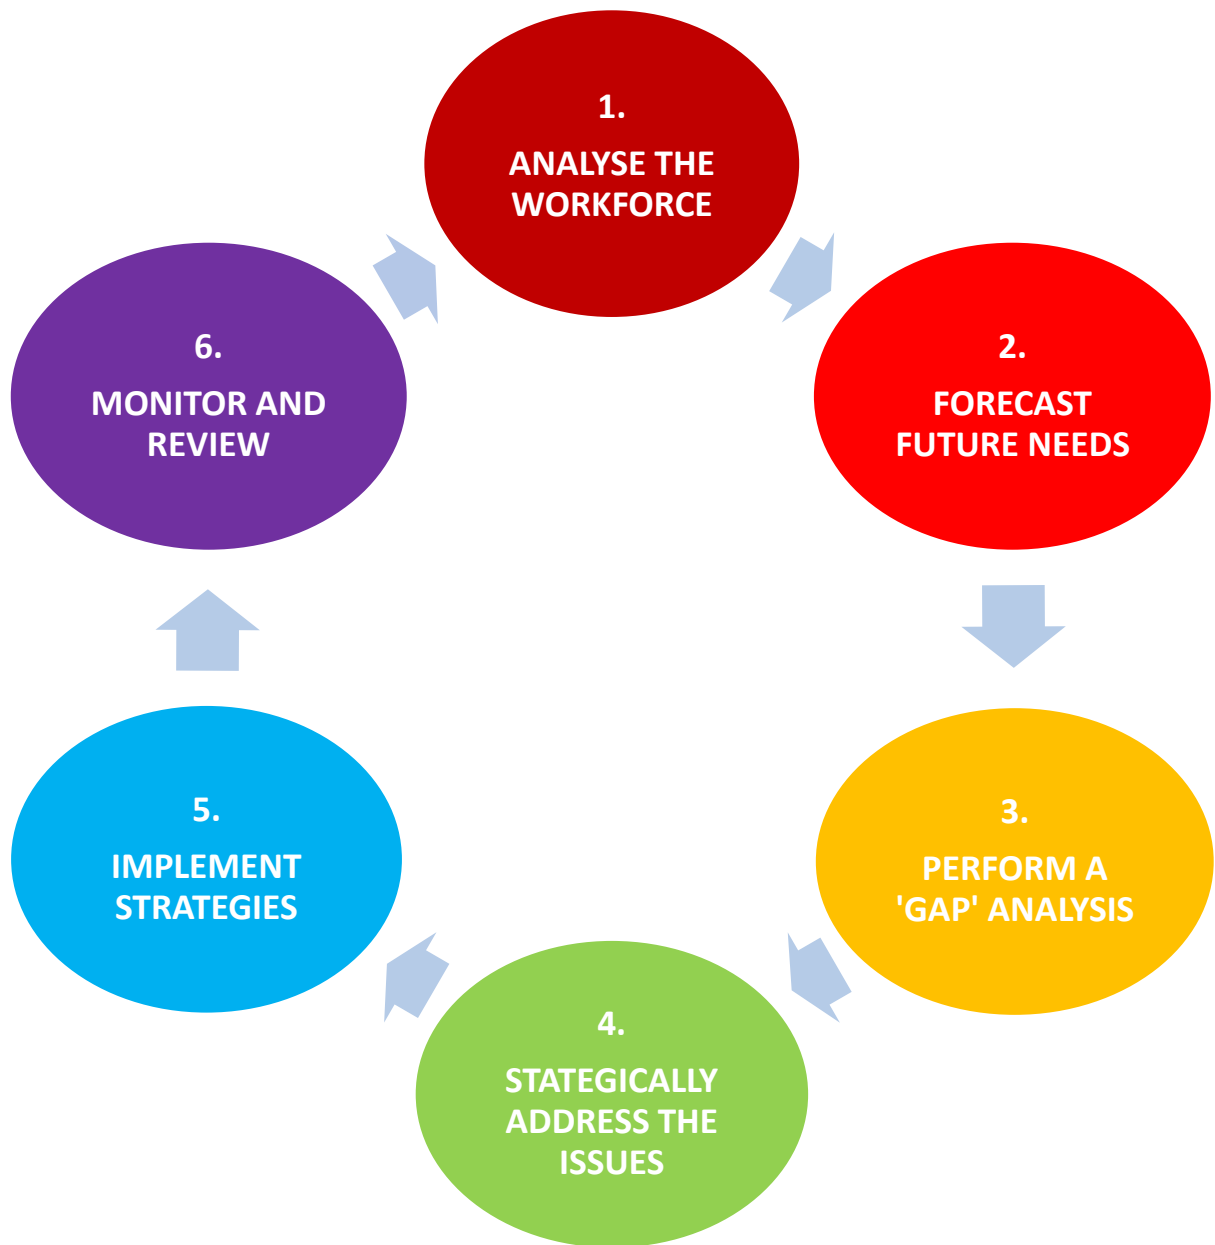 1.
ANALYSE THE
WORKFORCE
2.
FORECAST
FUTURE NEEDS
3.
PERFORM A
'GAP' ANALYSIS
4.
STATEGICALLY
ADDRESS THE
ISSUES
5.
IMPLEMENT
STRATEGIES
6.
MONITOR AND
REVIEW